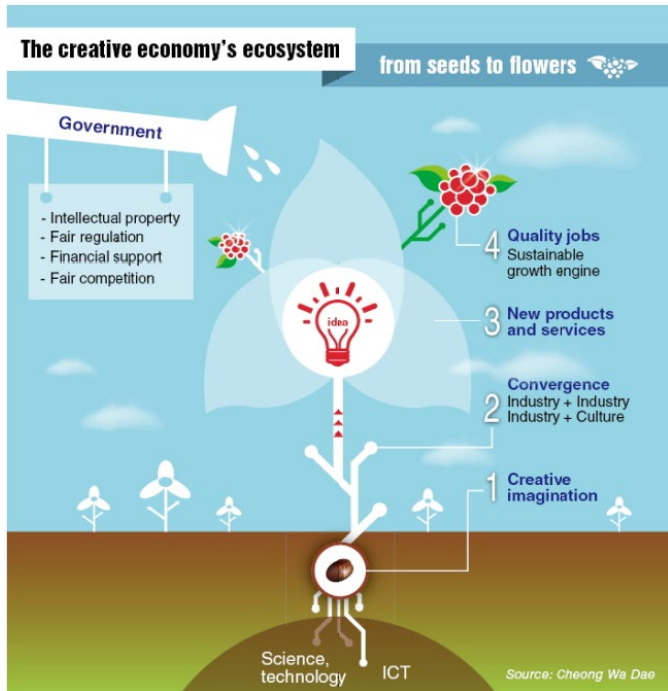 The creative economy's ecosystem
from seeds to flowers
Government
- Intellectual property
- Fair regulation
- Financial support
- Fair competition
idea
4 Quality jobs
Sustainable
growth engine
3 New products
and services
Convergence
2 Industry + Industry
Industry + Culture
1 Creative
imagination
Science,
technology
ICT
Source: Cheong Wa Dae